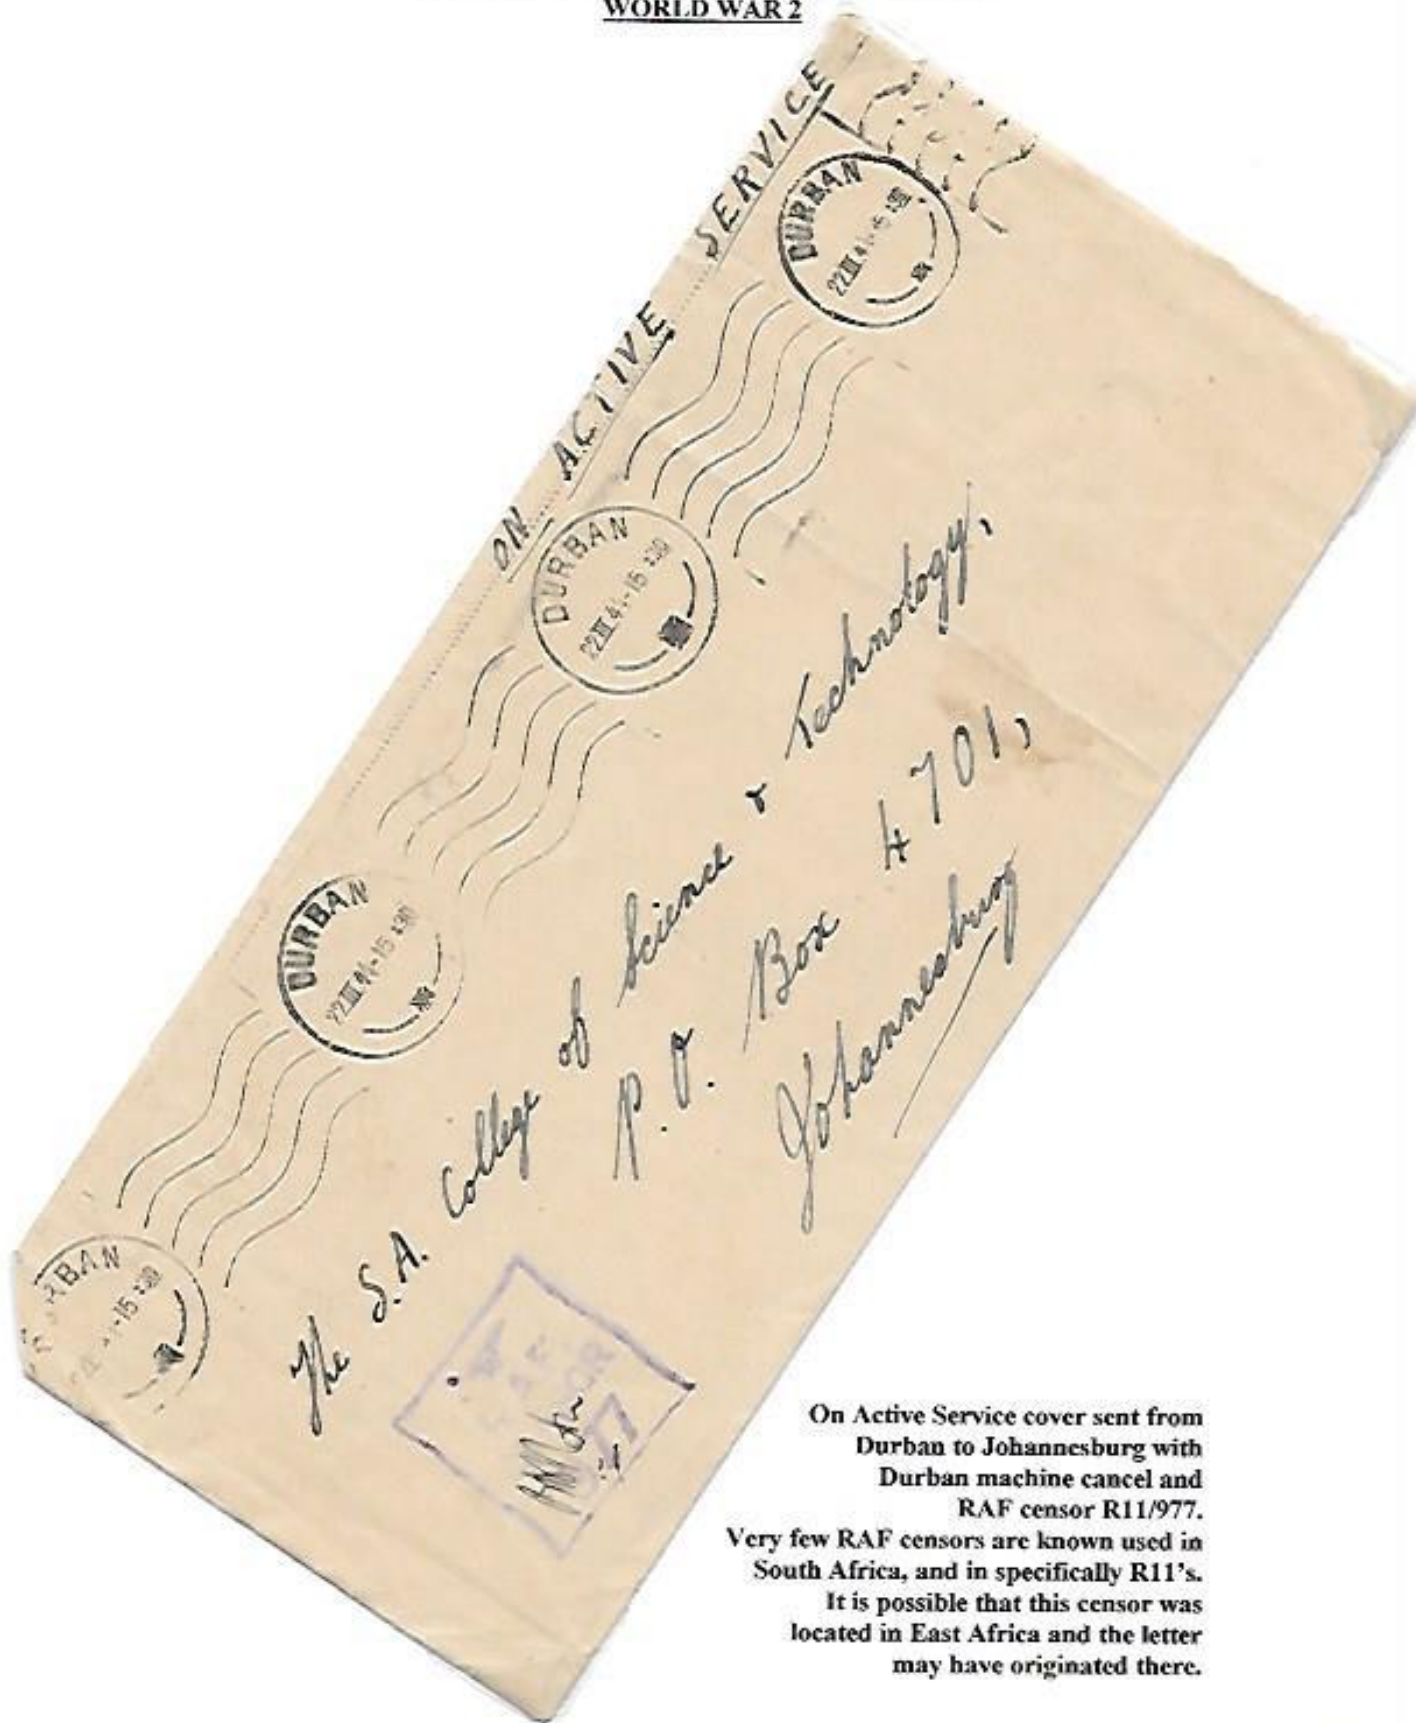 WORLD WAR 2
ON ACTIVE SERVICE
DURBAN
DURBAN
DURBAN
The S.A. College of Science & Technology,
P.O. Box 4701,
Johannesburg
On Active Service cover sent from
Durban to Johannesburg with
Durban machine cancel and
RAF censor R11/977.
Very few RAF censors are known used in
South Africa, and in specifically R11's.
It is possible that this censor was
located in East Africa and the letter
may have originated there.